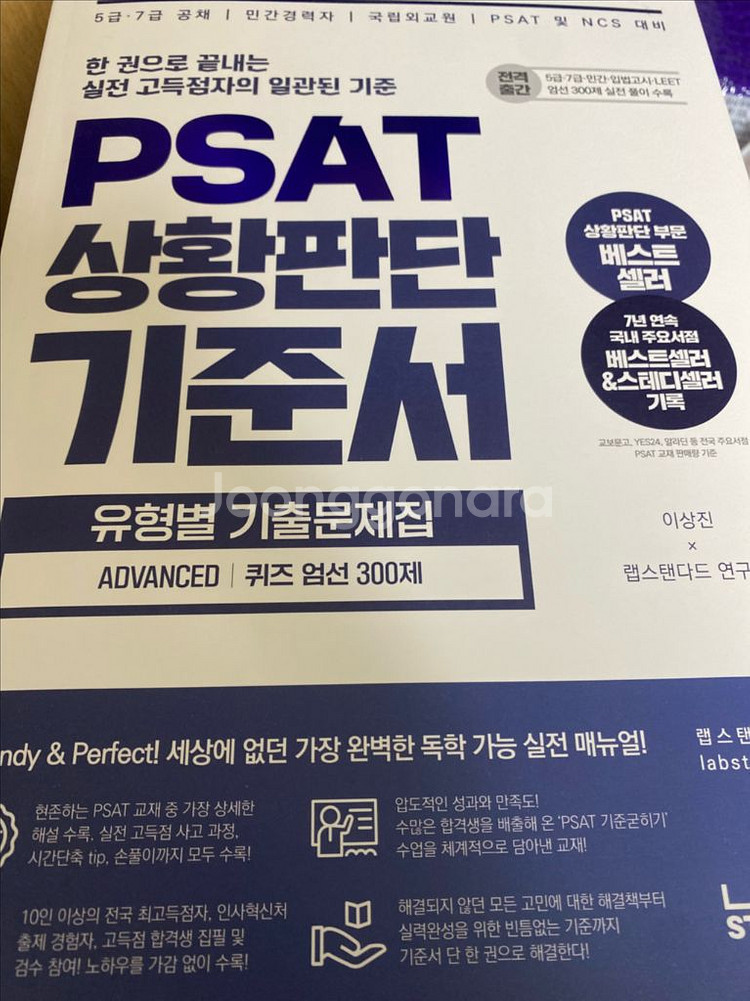 5급·7급 공채 | 민간경력자 | 국립외교원 | PSAT 및 NCS 대비
한 권으로 끝내는
실전 고득점자의 일관된 기준
전격
출간
5급·7급·민간·입법고시·LEET
엄선 300제 실전 풀이 수록
PSAT
상황판단
기준서
PSAT
상황판단 부문
베스트
셀러
7년 연속
국내 주요서점
베스트셀러
&스테디셀러
기록
교보문고, YES24, 알라딘 등 전국 주요서점
PSAT 교재 판매량 기준
Joonggonara
유형별 기출문제집
ADVANCED | 퀴즈 엄선 300제
이상진
×
랩스탠다드 연구
ndy & Perfect! 세상에 없던 가장 완벽한 독학 가능 실전 매뉴얼!
랩스탠
labst
현존하는 PSAT 교재 중 가장 상세한
해설 수록. 실전 고득점 사고 과정,
시간단축 tip, 손풀이까지 모두 수록!
압도적인 성과와 만족도!
수많은 합격생을 배출해 온 'PSAT 기준굳히기'
수업을 체계적으로 담아낸 교재!
10인 이상의 전국 최고득점자, 인사혁신처
출제 경험자, 고득점 합격생 집필 및
검수 참여! 노하우를 가감 없이 수록!
해결되지 않던 모든 고민에 대한 해결책부터
실력완성을 위한 빈틈없는 기준까지
기준서 단 한 권으로 해결한다!
L
ST